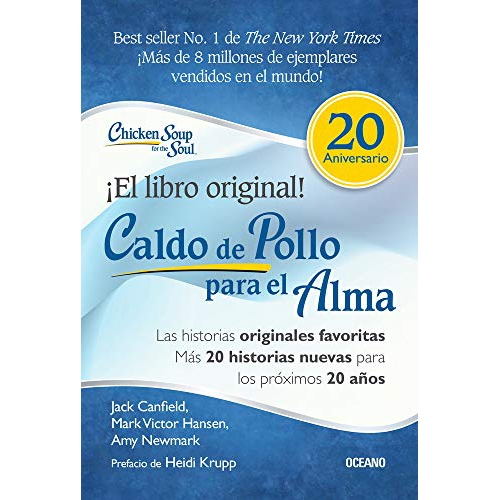 Best seller No. 1 de The New York Times
¡Más de 8 millones de ejemplares
vendidos en el mundo!
20
Aniversario
Chicken Soup
for the
Soul
¡El libro original!
Caldo de Pollo
para el Alma
Las historias originales favoritas
Más 20 historias nuevas para
los próximos 20 años
Jack Canfield,
Mark Victor Hansen,
Amy Newmark
Prefacio de Heidi Krupp
OCEANO